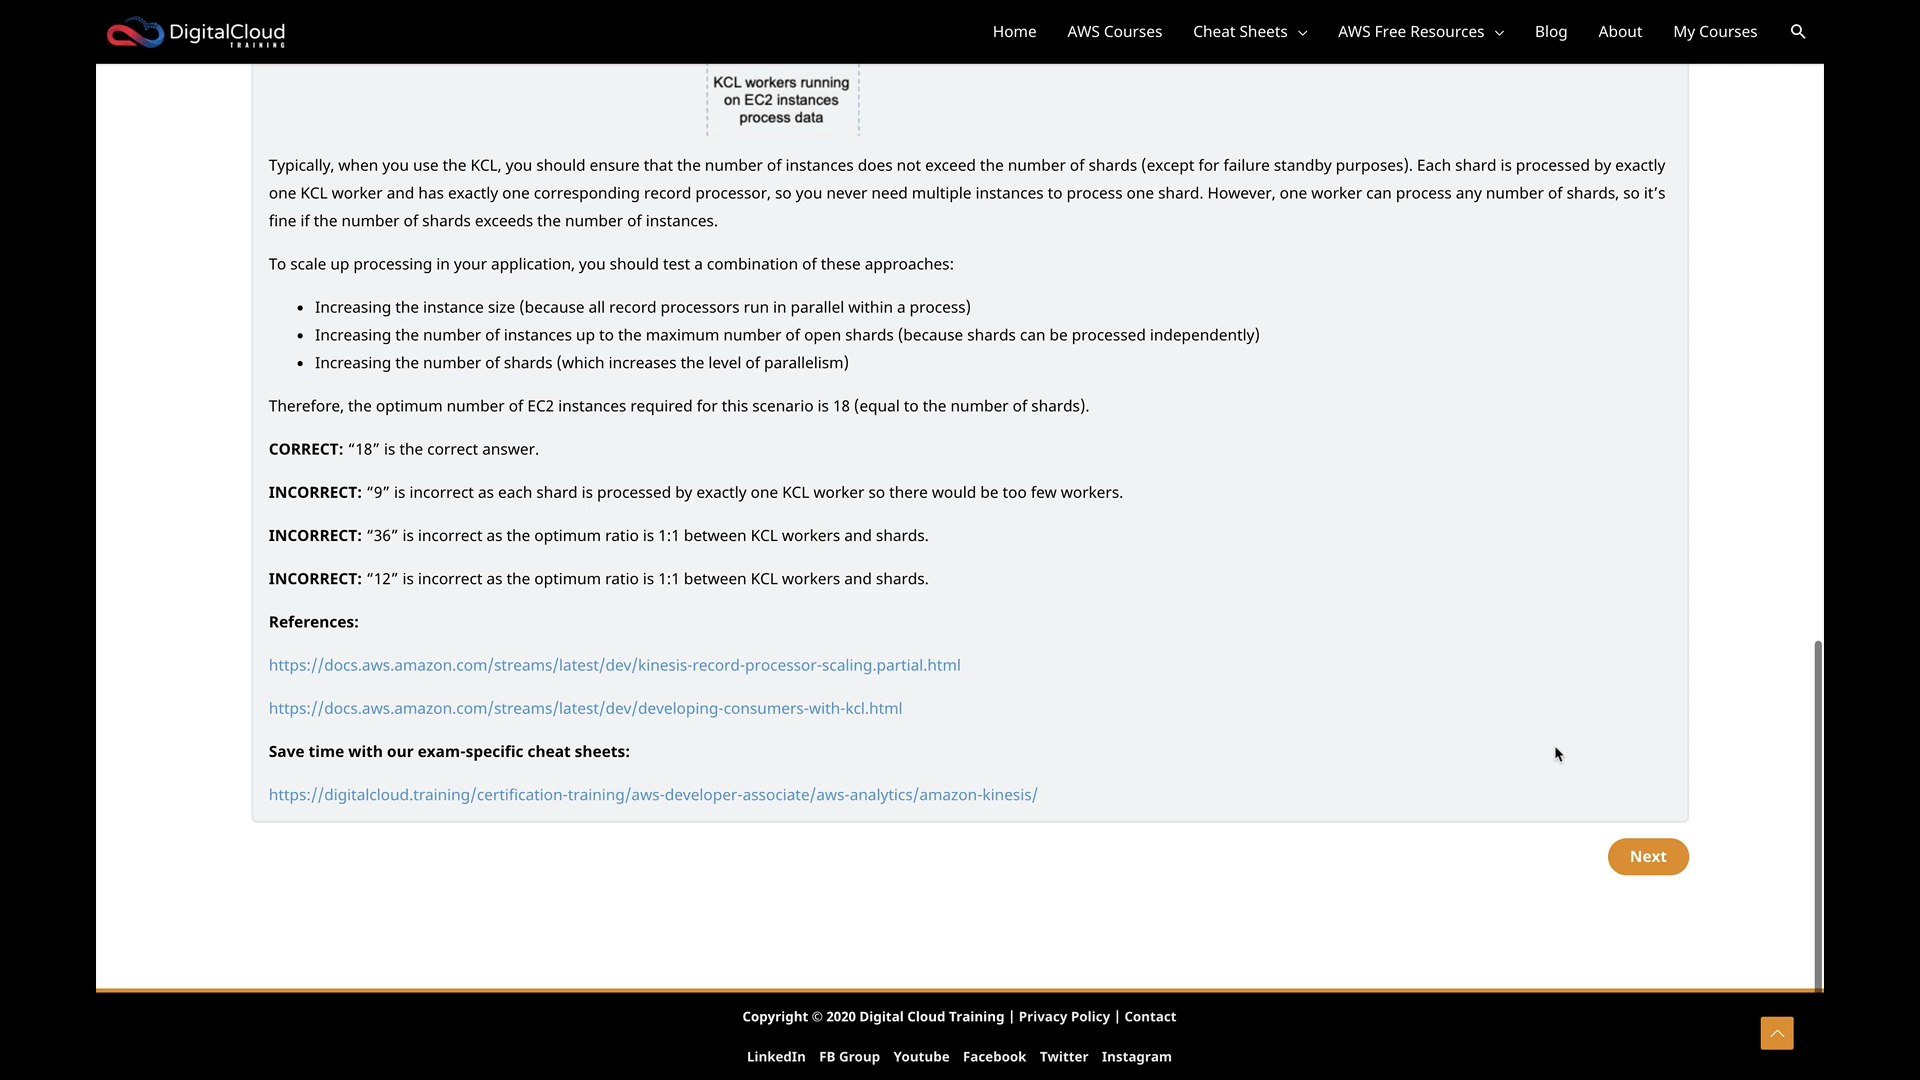 DigitalCloud
TRAINING
Home AWS Courses Cheat Sheets AWS Free Resources Blog About My Courses
KCL workers running
on EC2 instances
process data
Typically, when you use the KCL, you should ensure that the number of instances does not exceed the number of shards (except for failure standby purposes). Each shard is processed by exactly
one KCL worker and has exactly one corresponding record processor, so you never need multiple instances to process one shard. However, one worker can process any number of shards, so it’s
fine if the number of shards exceeds the number of instances.
To scale up processing in your application, you should test a combination of these approaches:
• Increasing the instance size (because all record processors run in parallel within a process)
• Increasing the number of instances up to the maximum number of open shards (because shards can be processed independently)
• Increasing the number of shards (which increases the level of parallelism)
Therefore, the optimum number of EC2 instances required for this scenario is 18 (equal to the number of shards).
CORRECT: “18” is the correct answer.
INCORRECT: “9” is incorrect as each shard is processed by exactly one KCL worker so there would be too few workers.
INCORRECT: “36” is incorrect as the optimum ratio is 1:1 between KCL workers and shards.
INCORRECT: “12” is incorrect as the optimum ratio is 1:1 between KCL workers and shards.
References:
https://docs.aws.amazon.com/streams/latest/dev/kinesis-record-processor-scaling.partial.html
https://docs.aws.amazon.com/streams/latest/dev/developing-consumers-with-kcl.html
Save time with our exam-specific cheat sheets:
https://digitalcloud.training/certification-training/aws-developer-associate/aws-analytics/amazon-kinesis/
Next
Copyright © 2020 Digital Cloud Training | Privacy Policy | Contact
LinkedIn FB Group Youtube Facebook Twitter Instagram